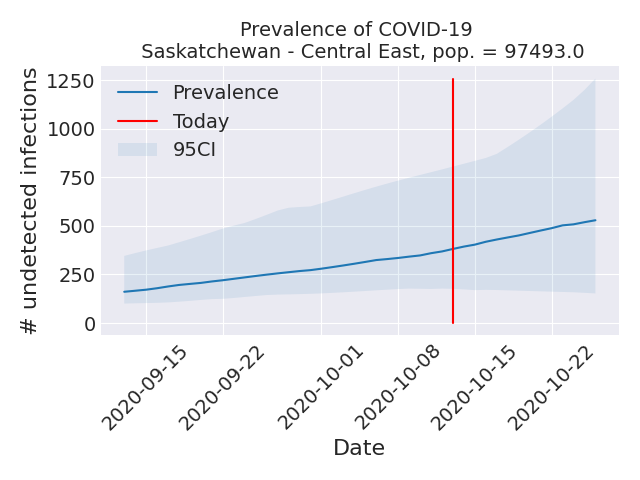 Prevalence of COVID-19
Saskatchewan - Central East, pop. = 97493.0
# undetected infections
1250
1000
750
500
250
0
Prevalence
Today
95CI
2020-09-15
2020-09-22
2020-10-01
2020-10-08
2020-10-15
2020-10-22
Date